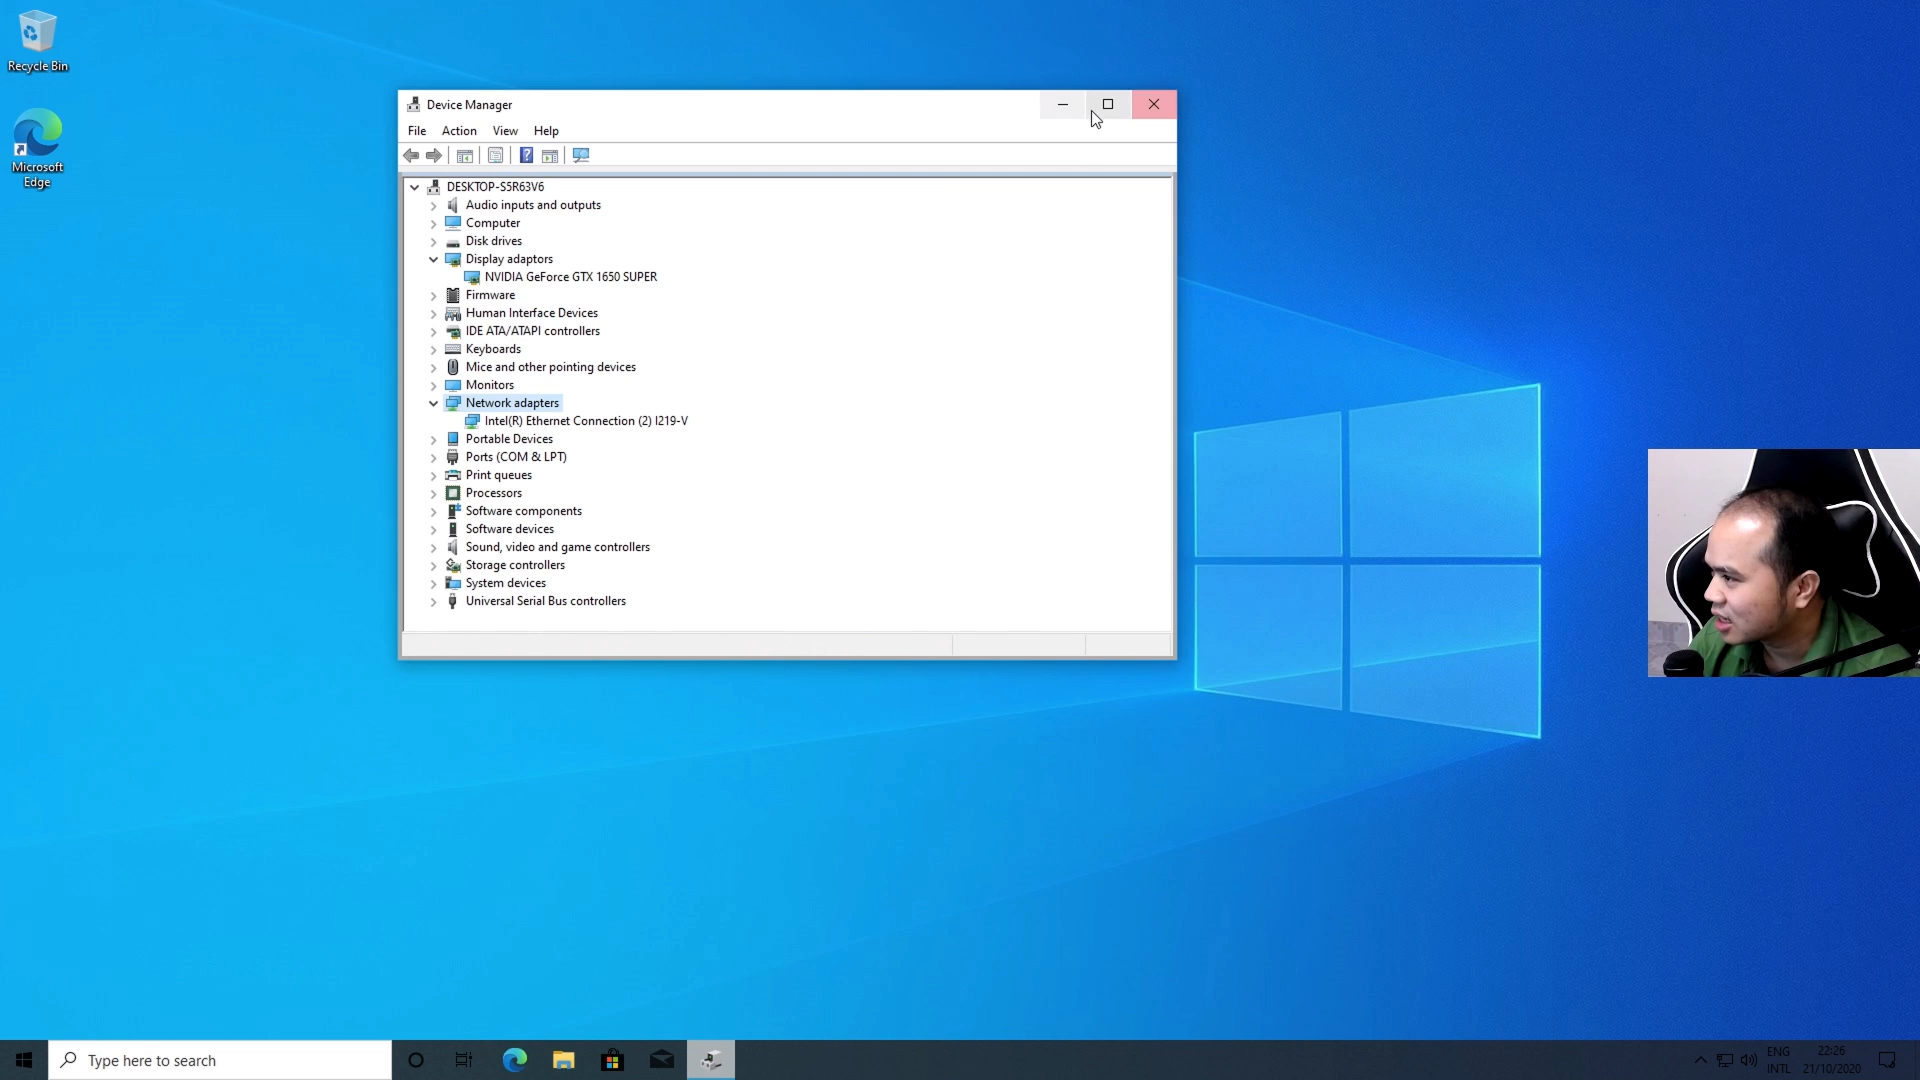 Recycle Bin
Microsoft
Edge
Device Manager
File Action View Help
DESKTOP-S5R63V6
Audio inputs and outputs
Computer
Disk drives
Display adaptors
NVIDIA GeForce GTX 1650 SUPER
Firmware
Human Interface Devices
IDE ATA/ATAPI controllers
Keyboards
Mice and other pointing devices
Monitors
Network adapters
Intel(R) Ethernet Connection (2) I219-V
Portable Devices
Ports (COM & LPT)
Print queues
Processors
Software components
Software devices
Sound, video and game controllers
Storage controllers
System devices
Universal Serial Bus controllers
Type here to search
ENG
INTL
22:26
21/10/2020